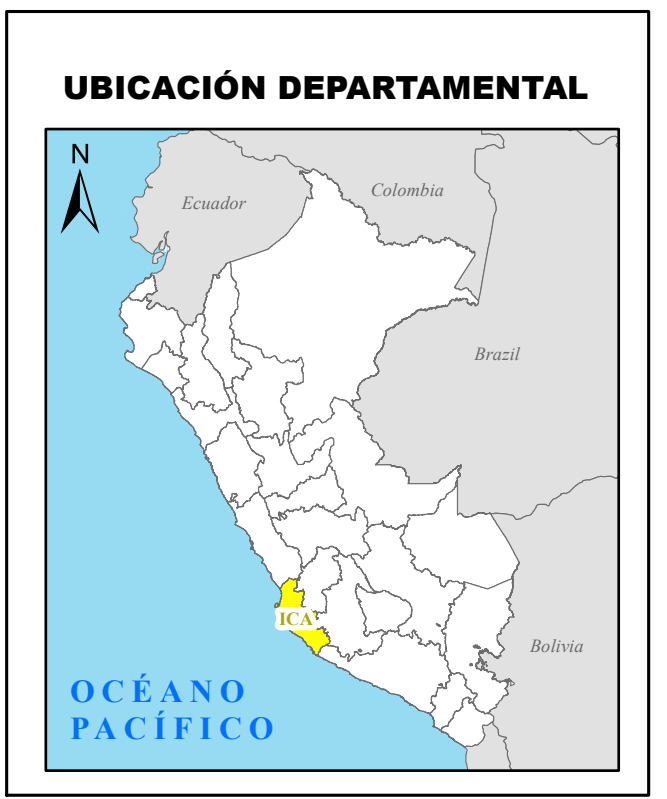 UBICACIÓN DEPARTAMENTAL
N
Colombia
Ecuador
Brazil
ICA
Bolivia
OCÉANO
PACÍFICO